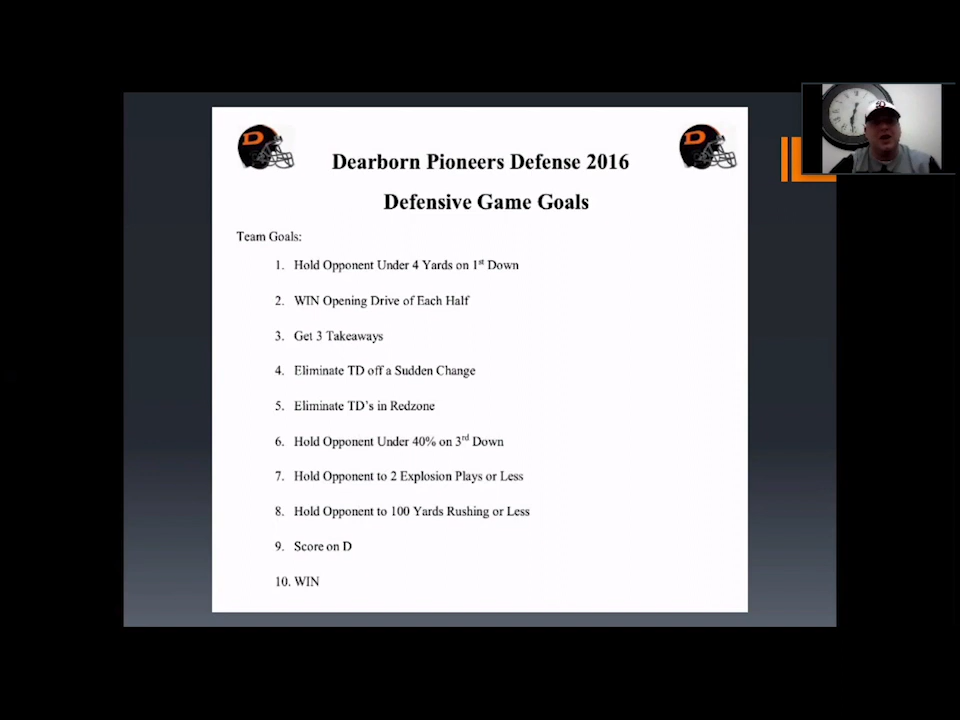 Dearborn Pioneers Defense 2016
Defensive Game Goals
Team Goals:
1. Hold Opponent Under 4 Yards on 1st Down
2. WIN Opening Drive of Each Half
3. Get 3 Takeaways
4. Eliminate TD off a Sudden Change
5. Eliminate TD's in Redzone
6. Hold Opponent Under 40% on 3rd Down
7. Hold Opponent to 2 Explosion Plays or Less
8. Hold Opponent to 100 Yards Rushing or Less
9. Score on D
10. WIN
D
D